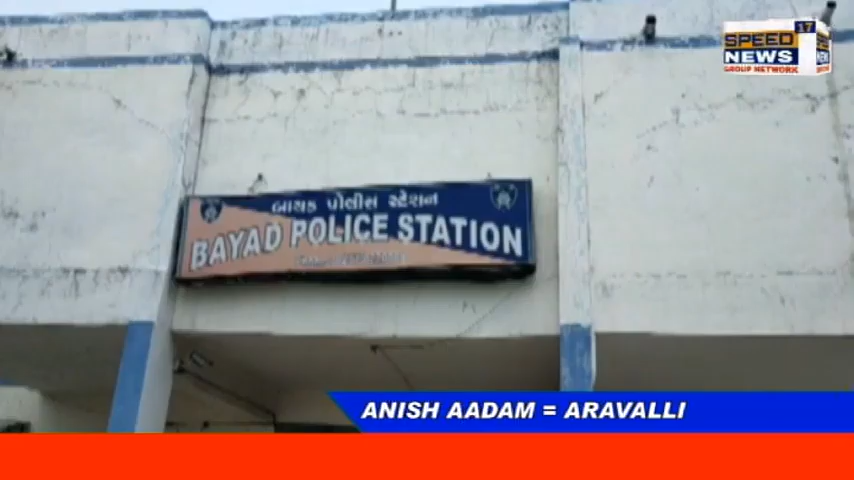 SPEED 17
NEWS
GROUP NETWORK
બાયડ પોલીસ સ્ટેશન
BAYAD POLICE STATION
ANISH AADAM = ARAVALLI